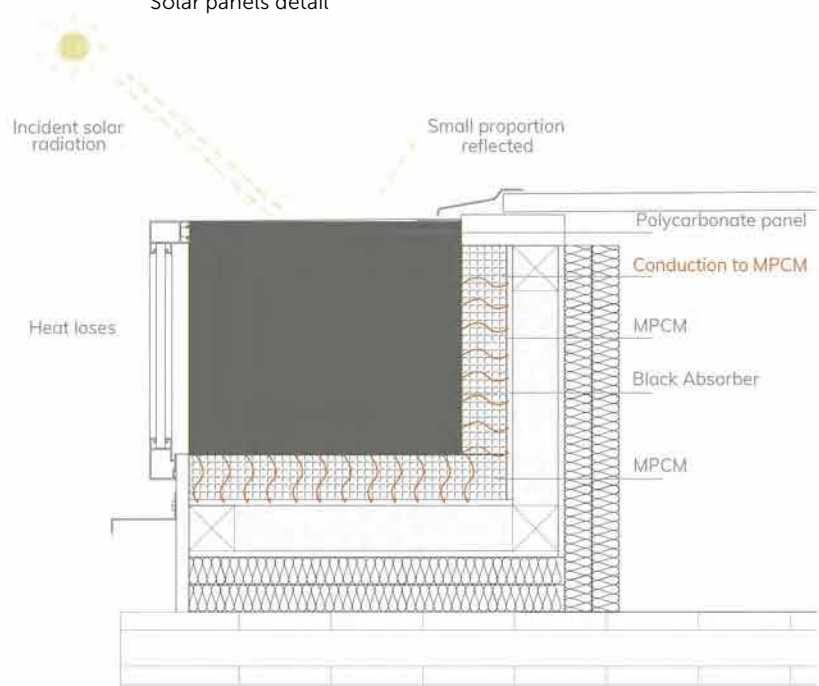 Solar panels detail
Incident solar
radiation
Small proportion
reflected
Polycarbonate panel
Conduction to MPCM
Heat loses
MPCM
Black Absorber
MPCM